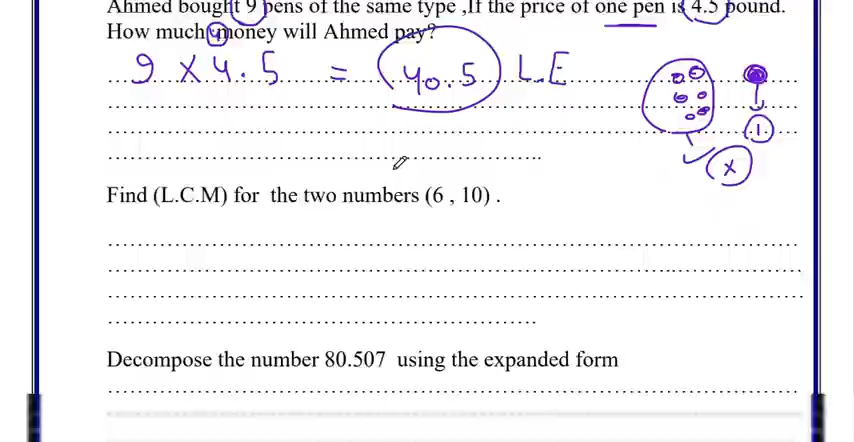 Ahmed bought 9 pens of the same type ,If the price of one pen is 4.5 pound.
How much money will Ahmed pay?
9 × 4.5 = 40.5 L.E
1
×
Find (L.C.M) for the two numbers (6 , 10) .
Decompose the number 80.507 using the expanded form